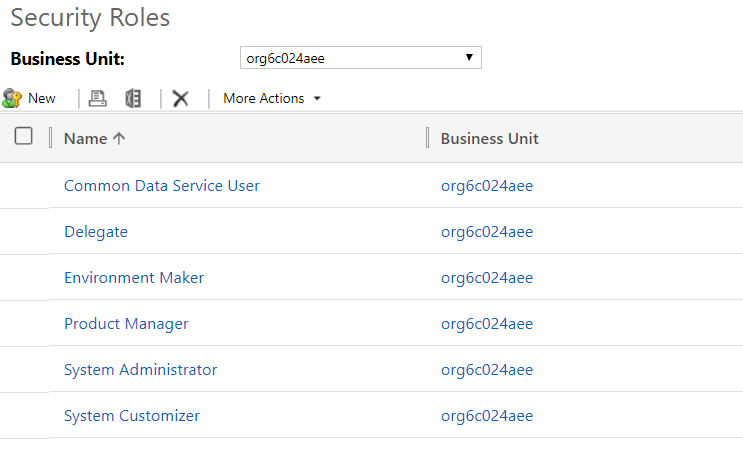 Security Roles
Business Unit: org6c024aee
New More Actions
Name Business Unit
Common Data Service User org6c024aee
Delegate org6c024aee
Environment Maker org6c024aee
Product Manager org6c024aee
System Administrator org6c024aee
System Customizer org6c024aee